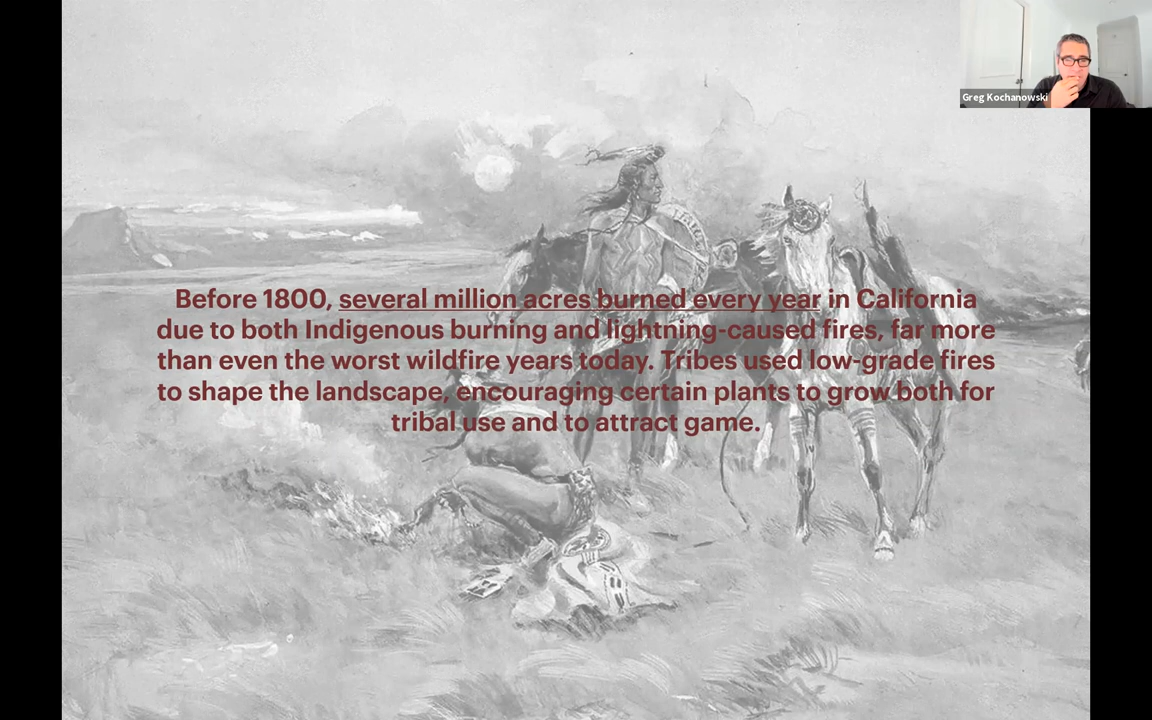 Greg Kochanowski
Before 1800, several million acres burned every year in California
due to both Indigenous burning and lightning-caused fires, far more
than even the worst wildfire years today. Tribes used low-grade fires
to shape the landscape, encouraging certain plants to grow both for
tribal use and to attract game.